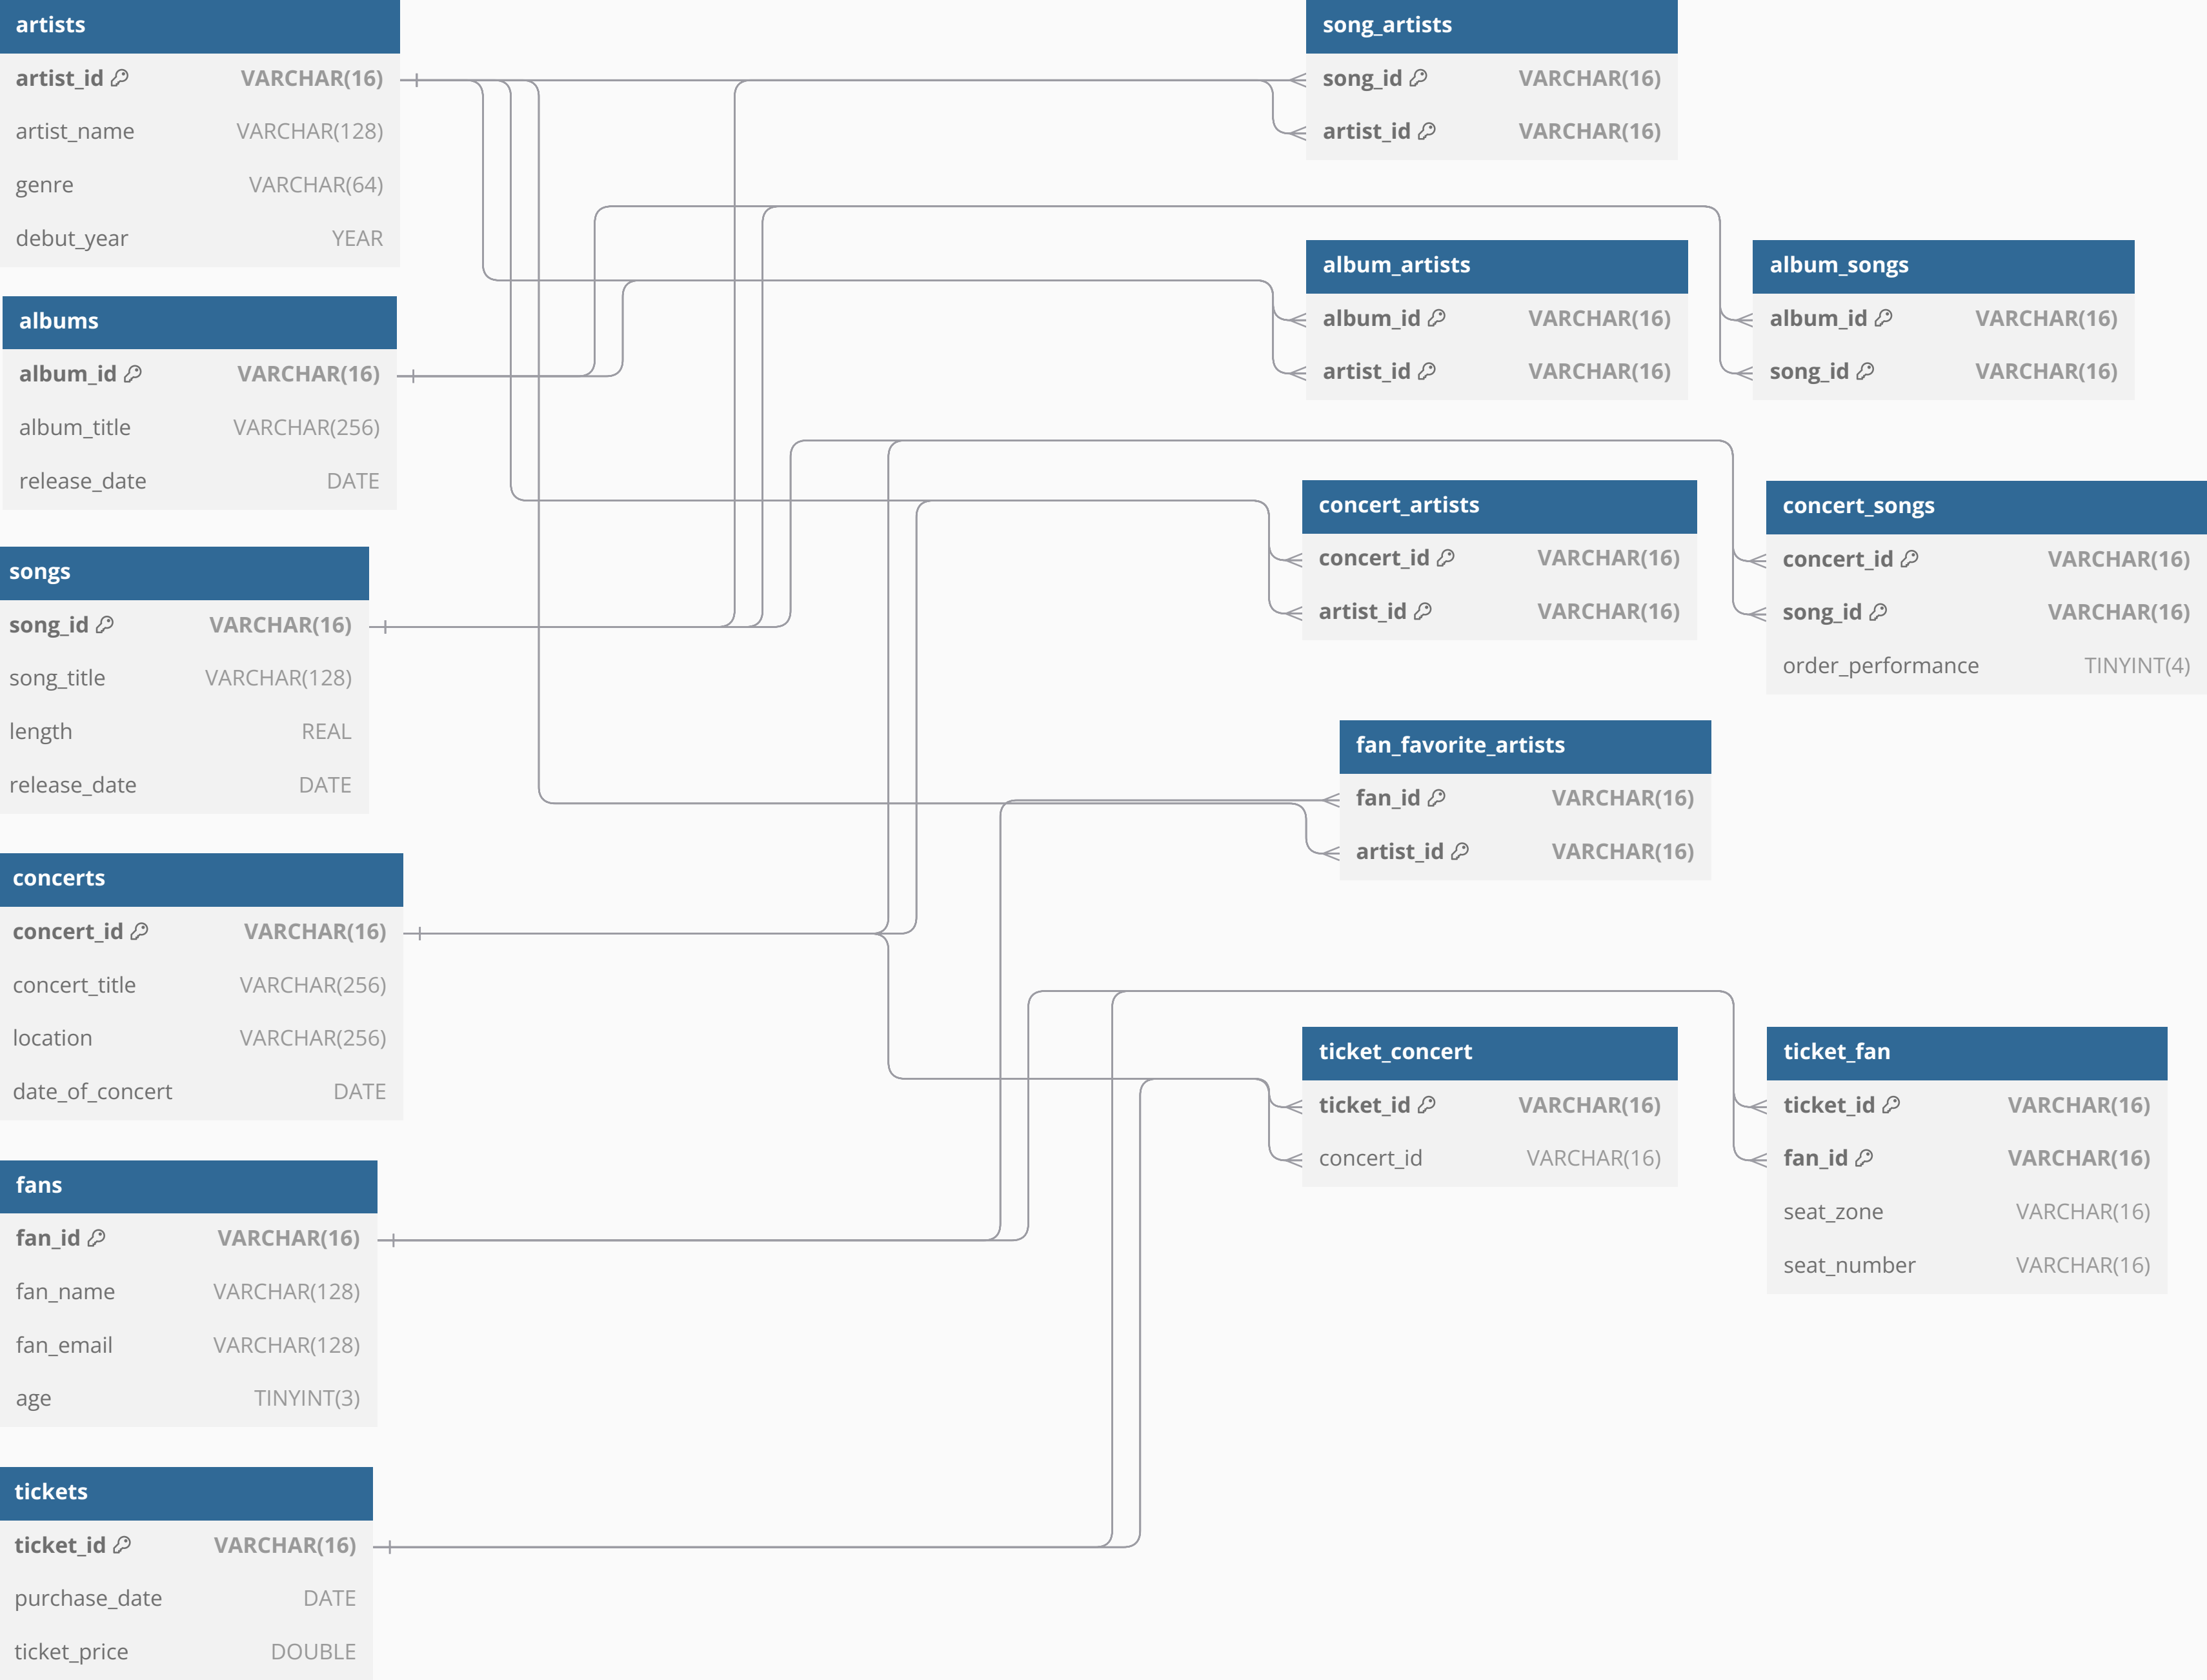 artists
artist_id VARCHAR(16)
artist_name VARCHAR(128)
genre VARCHAR(64)
debut_year YEAR
albums
album_id VARCHAR(16)
album_title VARCHAR(256)
release_date DATE
songs
song_id VARCHAR(16)
song_title VARCHAR(128)
length REAL
release_date DATE
concerts
concert_id VARCHAR(16)
concert_title VARCHAR(256)
location VARCHAR(256)
date_of_concert DATE
fans
fan_id VARCHAR(16)
fan_name VARCHAR(128)
fan_email VARCHAR(128)
age TINYINT(3)
tickets
ticket_id VARCHAR(16)
purchase_date DATE
ticket_price DOUBLE
song_artists
song_id VARCHAR(16)
artist_id VARCHAR(16)
album_artists
album_id VARCHAR(16)
artist_id VARCHAR(16)
album_songs
album_id VARCHAR(16)
song_id VARCHAR(16)
concert_artists
concert_id VARCHAR(16)
artist_id VARCHAR(16)
concert_songs
concert_id VARCHAR(16)
song_id VARCHAR(16)
order_performance TINYINT(4)
fan_favorite_artists
fan_id VARCHAR(16)
artist_id VARCHAR(16)
ticket_concert
ticket_id VARCHAR(16)
concert_id VARCHAR(16)
ticket_fan
ticket_id VARCHAR(16)
fan_id VARCHAR(16)
seat_zone VARCHAR(16)
seat_number VARCHAR(16)